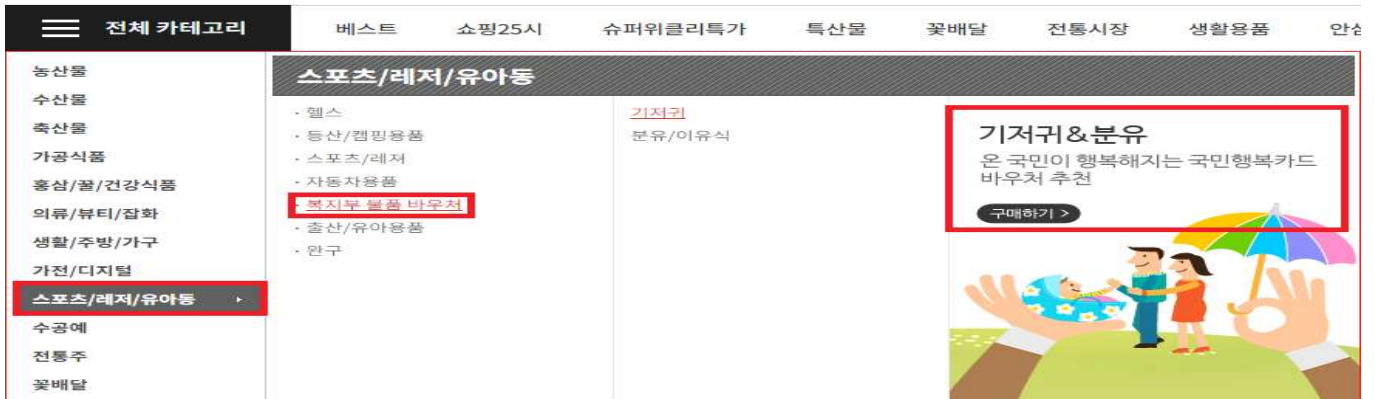 전체 카테고리
베스트 쇼핑25시 슈퍼위클리특가 특산물 꽃배달 전통시장 생활용품
농산물
수산물
축산물
가공식품
홍삼/꿀/건강식품
의류/뷰티/잡화
생활/주방/가구
가전/디지털
스포츠/레저/유아동
수공예
전통주
꽃배달
스포츠/레저/유아동
· 헬스
· 등산/캠핑용품
· 스포츠/레져
· 자동차용품
· 복지부 물품 바우처
· 출산/유아용품
· 완구
기저귀
분유/이유식
기저귀&분유
온 국민이 행복해지는 국민행복카드
바우처 추천
구매하기 >